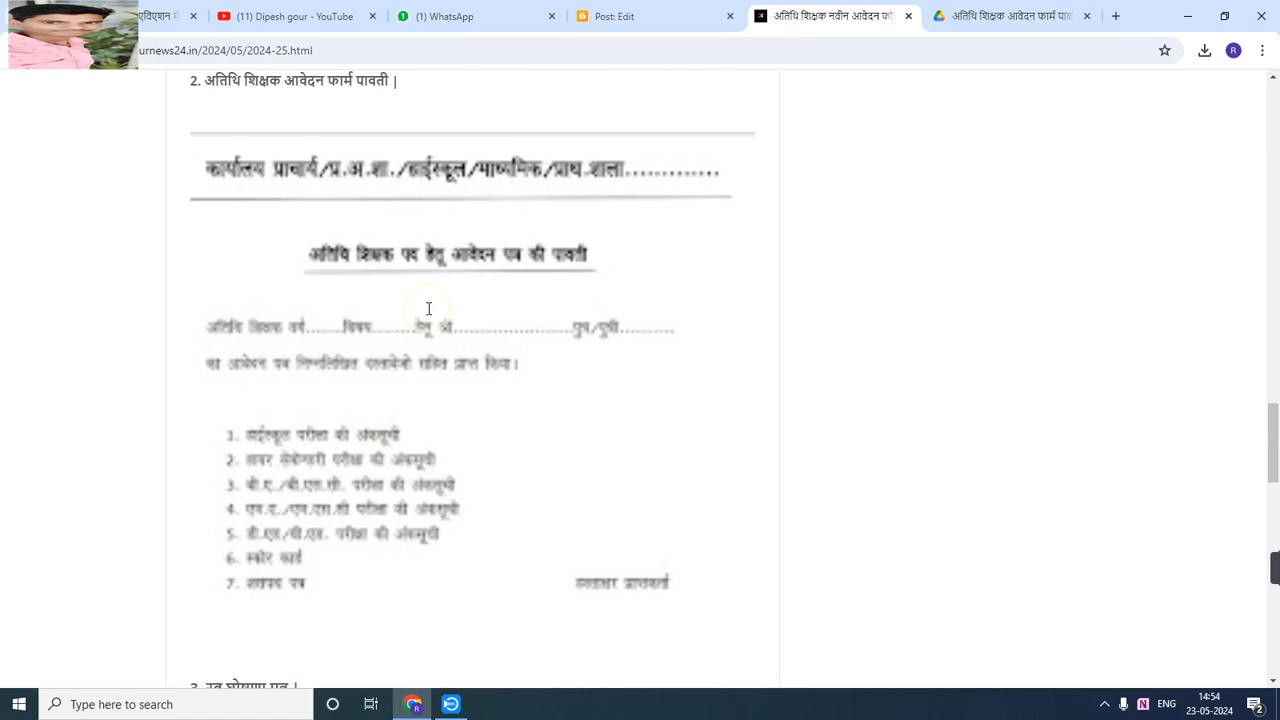 (11) Dipesh gour - YouTube
(1) WhatsApp
Post: Edit
अतिथि शिक्षक नवीन आवेदन फॉ
अतिथि शिक्षक आवेदन फार्म पाव
urnews24.in/2024/05/2024-25.html
2. अतिथि शिक्षक आवेदन फार्म पावती |
कार्यालय प्राचार्य/प्र.अ.शा./हाईस्कूल/माध्यमिक/प्राथ.शाला.............
अतिथि शिक्षक पद हेतू आवेदन पत्र की पावती
अतिथि शिक्षक वर्ग........विषय..........हेतू श्री.........................पुत्र/पुत्री...........
का आवेदन पत्र निम्नलिखित दस्तावेजो सहित प्राप्त किया।
1. हाईस्कूल परीक्षा की अंकसूची
2. हायर सेकेण्डरी परीक्षा की अंकसूची
3. बी.ए./बी.एस.सी. परीक्षा की अंकसूची
4. एम.ए./एम.एस.सी परीक्षा की अंकसूची
5. डी.एड/बी.एड. परीक्षा की अंकसूची
6. स्कोर कार्ड
7. शपथ पत्र
हस्ताक्षर प्राप्तकर्ता
3. स्व घोषणा पत्र |
Type here to search
ENG
14:54
23-05-2024